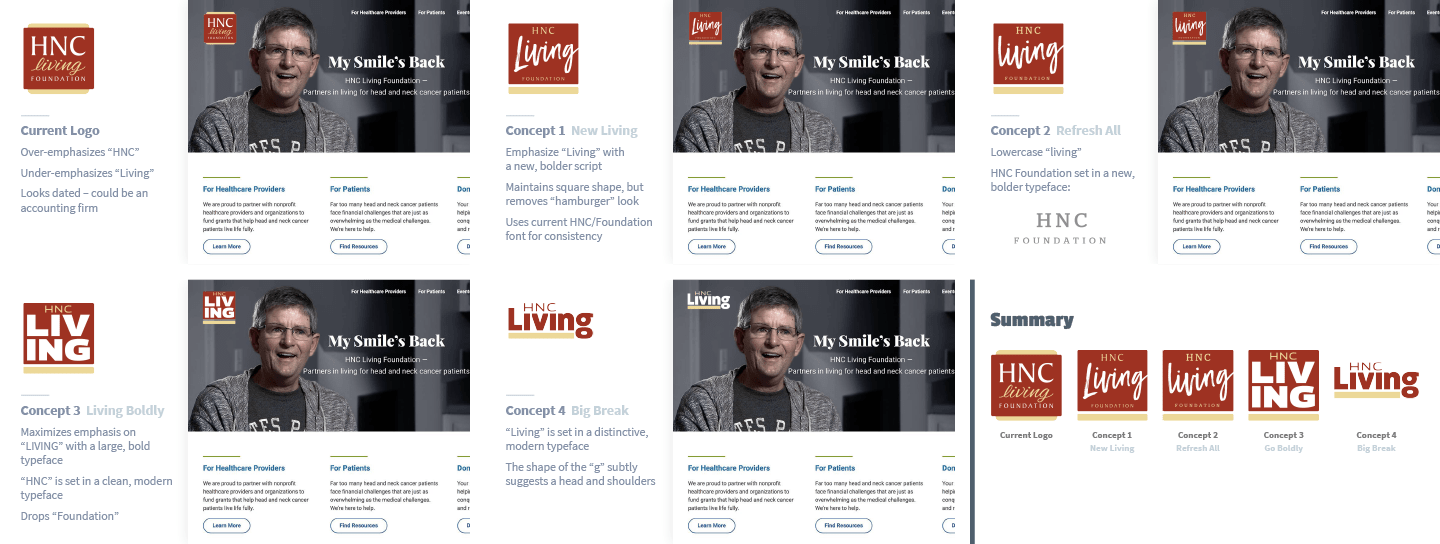 HNC
living
FOUNDATION
Current Logo
Over-emphasizes “HNC”
Under-emphasizes “Living”
Looks dated – could be an
accounting firm
HNC
living
FOUNDATION
For Healthcare Providers
For Patients
My Smile’s Back
HNC Living Foundation —
Partners in living for head and neck cancer patients
For Healthcare Providers
We are proud to partner with nonprofit
healthcare providers and organizations to
fund grants that help head and neck cancer
patients live life fully.
Learn More
For Patients
Far too many head and neck cancer patients
face financial challenges that are just as
overwhelming as the medical challenges.
We’re here to help.
Find Resources
HNC
Living
FOUNDATION
Concept 1 New Living
Emphasize “Living” with
a new, bolder script
Maintains square shape, but
removes “hamburger” look
Uses current HNC/Foundation
font for consistency
HNC
Living
For Healthcare Providers
For Patients
Event
My Smile’s Back
HNC Living Foundation —
Partners in living for head and neck cancer patients
For Healthcare Providers
We are proud to partner with nonprofit
healthcare providers and organizations to
fund grants that help head and neck cancer
patients live life fully.
Learn More
For Patients
Far too many head and neck cancer patients
face financial challenges that are just as
overwhelming as the medical challenges.
We’re here to help.
Find Resources
HNC
living
FOUNDATION
Concept 2 Refresh All
Lowercase “living”
HNC Foundation set in a new,
bolder typeface:
HNC
FOUNDATION
HNC
living
For Healthcare Providers
For Patients
My Smile’s Back
HNC Living Foundation —
Partners in living for head and neck cancer patients
For Healthcare Providers
We are proud to partner with nonprofit
healthcare providers and organizations to
fund grants that help head and neck cancer
patients live life fully.
Learn More
For Patients
Far too many head and neck cancer patients
face financial challenges that are just as
overwhelming as the medical challenges.
We’re here to help.
Find Resources
HNC
LIV
ING
Concept 3 Living Boldly
Maximizes emphasis on
“LIVING” with a large, bold
typeface
“HNC” is set in a clean, modern
typeface
Drops “Foundation”
HNC
LIV
ING
For Healthcare Providers
For Patients
My Smile’s Back
HNC Living Foundation —
Partners in living for head and neck cancer patients
For Healthcare Providers
We are proud to partner with nonprofit
healthcare providers and organizations to
fund grants that help head and neck cancer
patients live life fully.
Learn More
For Patients
Far too many head and neck cancer patients
face financial challenges that are just as
overwhelming as the medical challenges.
We’re here to help.
Find Resources
HNC
Living
Concept 4 Big Break
“Living” is set in a distinctive,
modern typeface
The shape of the “g” subtly
suggests a head and shoulders
HNC
Living
For Healthcare Providers
For Patients
My Smile’s Back
HNC Living Foundation —
Partners in living for head and neck cancer patients
For Healthcare Providers
We are proud to partner with nonprofit
healthcare providers and organizations to
fund grants that help head and neck cancer
patients live life fully.
Learn More
For Patients
Far too many head and neck cancer patients
face financial challenges that are just as
overwhelming as the medical challenges.
We’re here to help.
Find Resources
Summary
HNC
living
FOUNDATION
Current Logo
HNC
Living
FOUNDATION
Concept 1
New Living
HNC
living
FOUNDATION
Concept 2
Refresh All
HNC
LIV
ING
Concept 3
Go Boldly
HNC
Living
Concept 4
Big Break